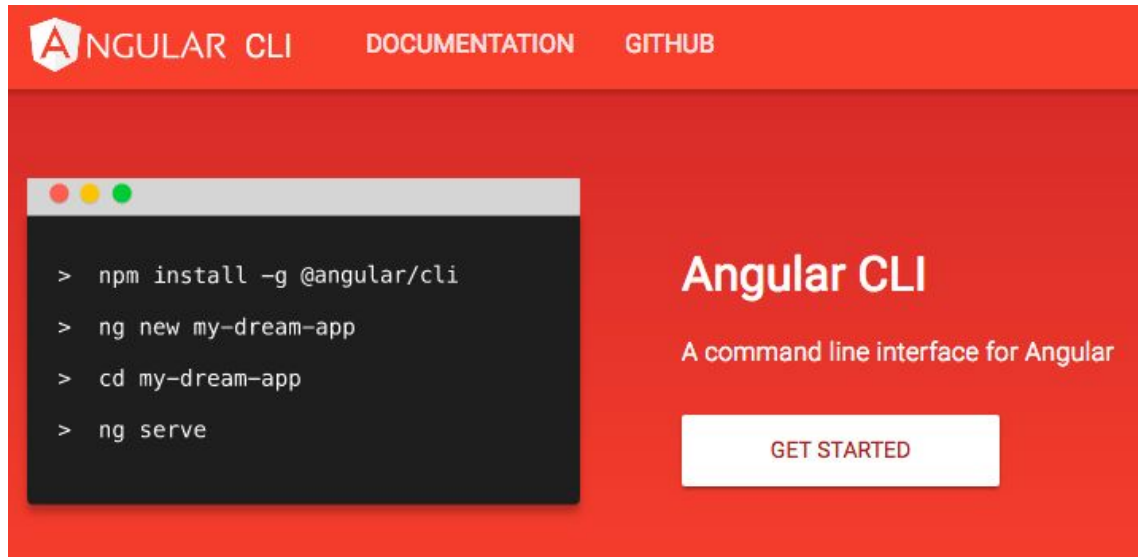 ANGULAR CLI DOCUMENTATION GITHUB
> npm install -g @angular/cli
> ng new my-dream-app
> cd my-dream-app
> ng serve
Angular CLI
A command line interface for Angular
GET STARTED